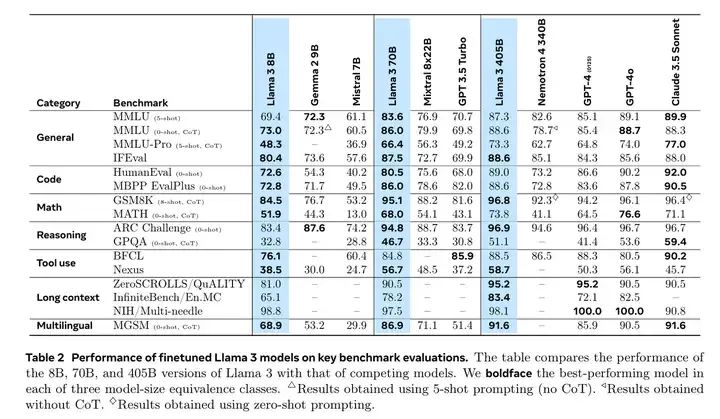 Category Benchmark Llama 3 8B Gemma 2 9B Mistral 7B Llama 3 70B Mixtral 8x22B GPT 3.5 Turbo Llama 3 405B Nemotron 4 340B GPT-4 (0125) GPT-4o Claude 3.5 Sonnet
General
MMLU (5-shot) 69.4 72.3 61.1 83.6 76.9 70.7 87.3 82.6 85.1 89.1 89.9
MMLU (0-shot, CoT) 73.0 72.3△ 60.5 86.0 79.9 69.8 88.6 78.7◁ 85.4 88.7 88.3
MMLU-Pro (5-shot, CoT) 48.3 – 36.9 66.4 56.3 49.2 73.3 62.7 64.8 74.0 77.0
IFEval 80.4 73.6 57.6 87.5 72.7 69.9 88.6 85.1 84.3 85.6 88.0
Code
HumanEval (0-shot) 72.6 54.3 40.2 80.5 75.6 68.0 89.0 73.2 86.6 90.2 92.0
MBPP EvalPlus (0-shot) 72.8 71.7 49.5 86.0 78.6 82.0 88.6 72.8 83.6 87.8 90.5
Math
GSM8K (8-shot, CoT) 84.5 76.7 53.2 95.1 88.2 81.6 96.8 92.3◇ 94.2 96.1 96.4◇
MATH (0-shot, CoT) 51.9 44.3 13.0 68.0 54.1 43.1 73.8 41.1 64.5 76.6 71.1
Reasoning
ARC Challenge (0-shot) 83.4 87.6 74.2 94.8 88.7 83.7 96.9 94.6 96.4 96.7 96.7
GPQA (0-shot, CoT) 32.8 – 28.8 46.7 33.3 30.8 51.1 – 41.4 53.6 59.4
Tool use
BFCL 76.1 – 60.4 84.8 – 85.9 88.5 86.5 88.3 80.5 90.2
Nexus 38.5 30.0 24.7 56.7 48.5 37.2 58.7 – 50.3 56.1 45.7
Long context
ZeroSCROLLS/QuALITY 81.0 – – 90.5 – – 95.2 – 95.2 90.5 90.5
InfiniteBench/En.MC 65.1 – – 78.2 – – 83.4 – 72.1 82.5 –
NIH/Multi-needle 98.8 – – 97.5 – – 98.1 – 100.0 100.0 90.8
Multilingual MGSM (0-shot, CoT) 68.9 53.2 29.9 86.9 71.1 51.4 91.6 – 85.9 90.5 91.6
Table 2 Performance of finetuned Llama 3 models on key benchmark evaluations. The table compares the performance of
the 8B, 70B, and 405B versions of Llama 3 with that of competing models. We boldface the best-performing model in
each of three model-size equivalence classes. △Results obtained using 5-shot prompting (no CoT). ◁Results obtained
without CoT. ◇Results obtained using zero-shot prompting.